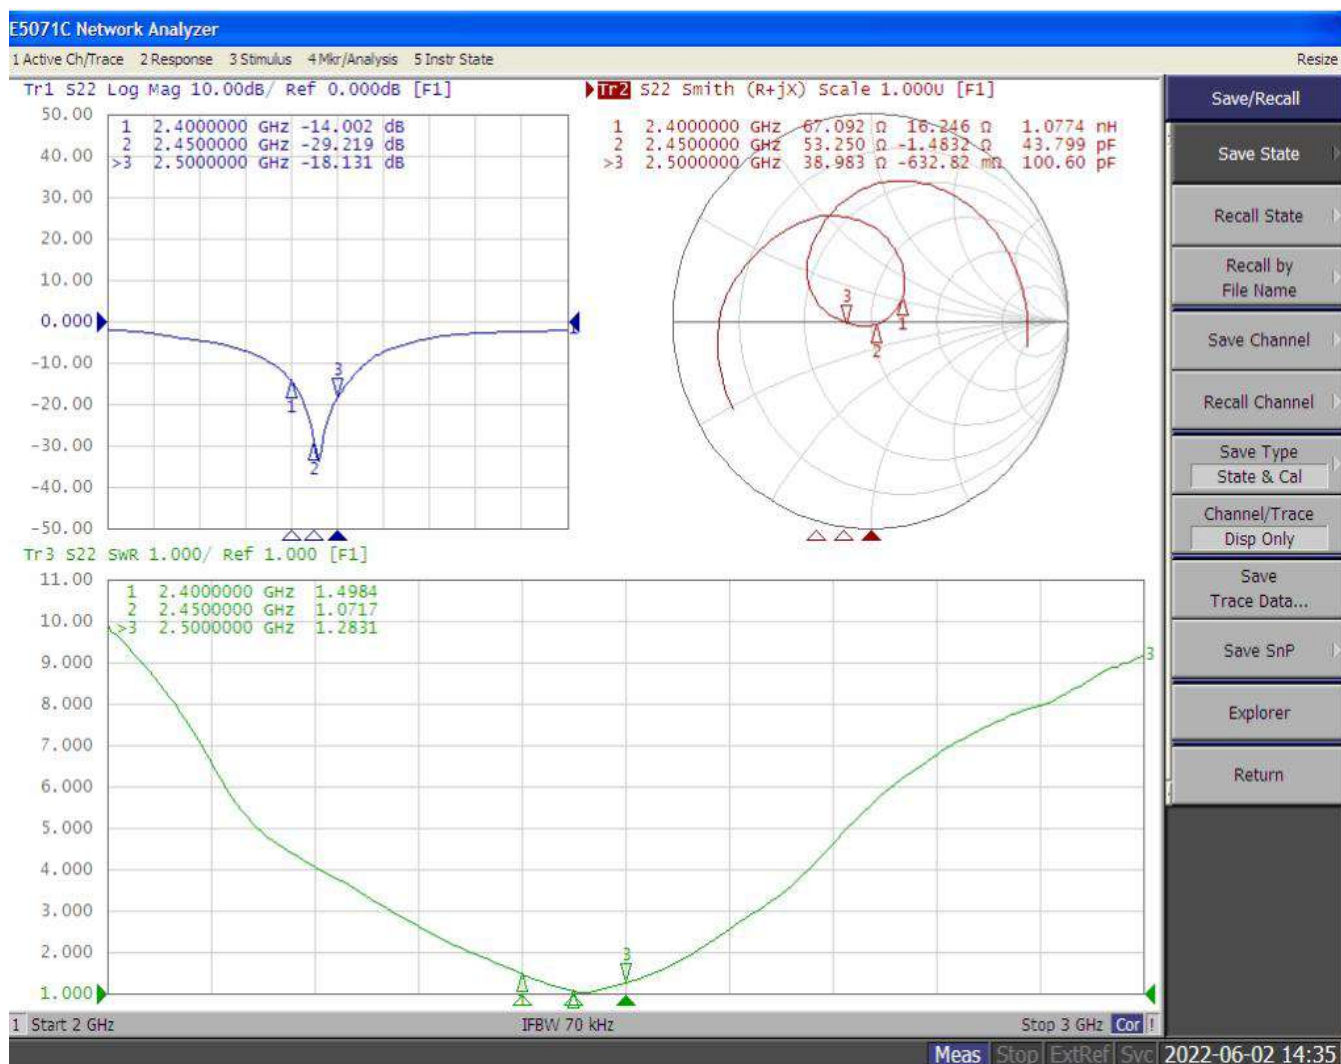 E5071C Network Analyzer
1 Active Ch/Trace 2 Response 3 Stimulus 4 Mkr/Analysis 5 Instr State Resize
Tr1 S22 Log Mag 10.00dB/ Ref 0.000dB [F1]
50.00
40.00
30.00
20.00
10.00
0.000
-10.00
-20.00
-30.00
-40.00
-50.00
1 2.4000000 GHz -14.002 dB
2 2.4500000 GHz -29.219 dB
>3 2.5000000 GHz -18.131 dB
1
2
3
1
Tr2 S22 Smith (R+jX) Scale 1.000U [F1]
1 2.4000000 GHz 67.092 Ω 16.246 Ω 1.0774 nH
2 2.4500000 GHz 53.250 Ω -1.4832 Ω 43.799 pF
>3 2.5000000 GHz 38.983 Ω -632.82 mΩ 100.60 pF
3
1
2
Tr3 S22 SWR 1.000/ Ref 1.000 [F1]
11.00
10.00
9.000
8.000
7.000
6.000
5.000
4.000
3.000
2.000
1.000
1 2.4000000 GHz 1.4984
2 2.4500000 GHz 1.0717
>3 2.5000000 GHz 1.2831
3
3
1 Start 2 GHz IFBW 70 kHz Stop 3 GHz Cor !
Save/Recall
Save State
Recall State
Recall by
File Name
Save Channel
Recall Channel
Save Type
State & Cal
Channel/Trace
Disp Only
Save
Trace Data...
Save SnP
Explorer
Return
Meas Stop ExtRef Svc 2022-06-02 14:35